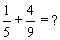 1/5 + 4/9 = ?